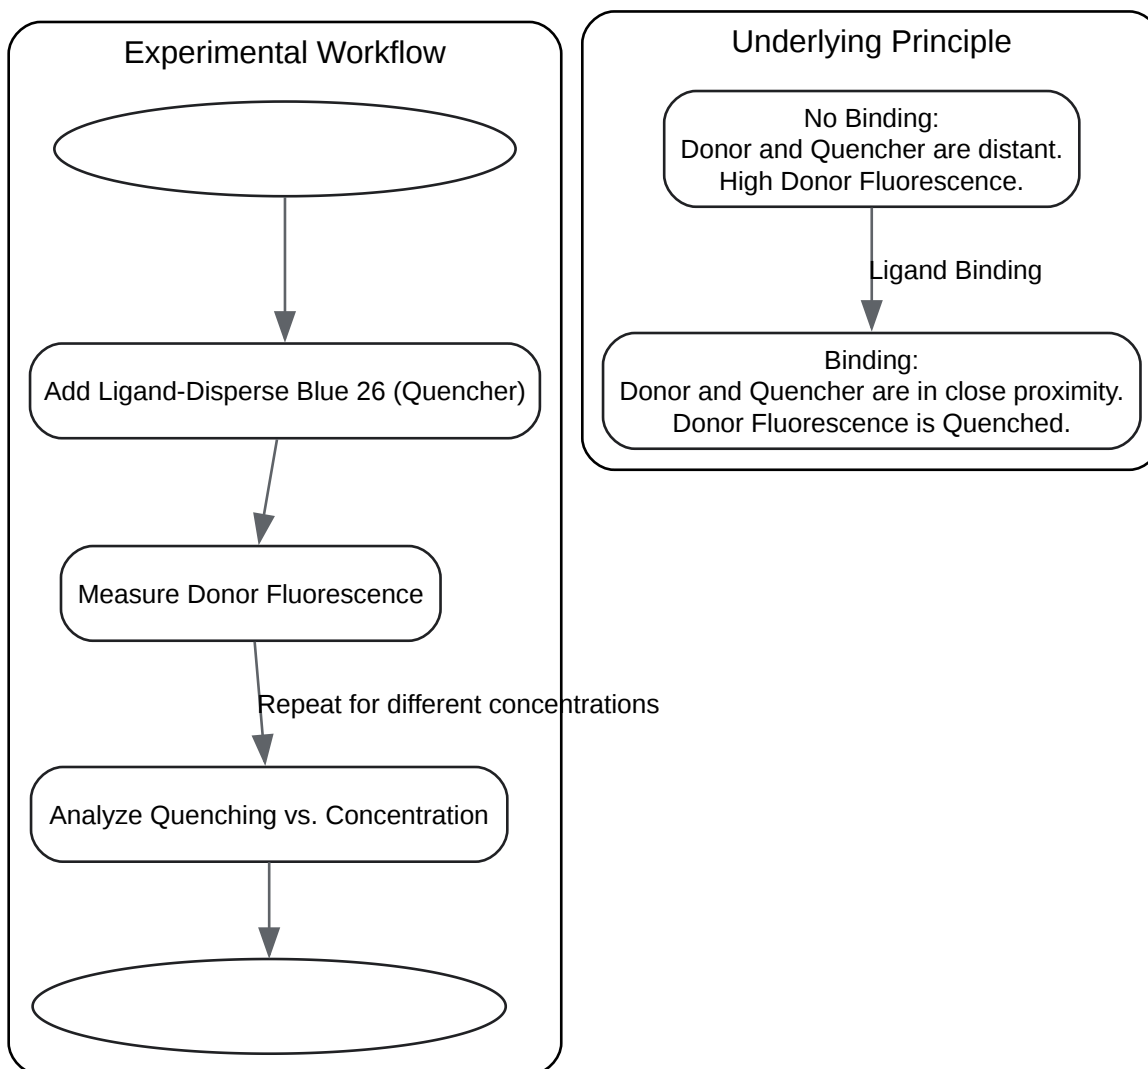 Experimental Workflow
Add Ligand-Disperse Blue 26 (Quencher)
Measure Donor Fluorescence
Repeat for different concentrations
Analyze Quenching vs. Concentration
Underlying Principle
No Binding:
Donor and Quencher are distant.
High Donor Fluorescence.
Ligand Binding
Binding:
Donor and Quencher are in close proximity.
Donor Fluorescence is Quenched.